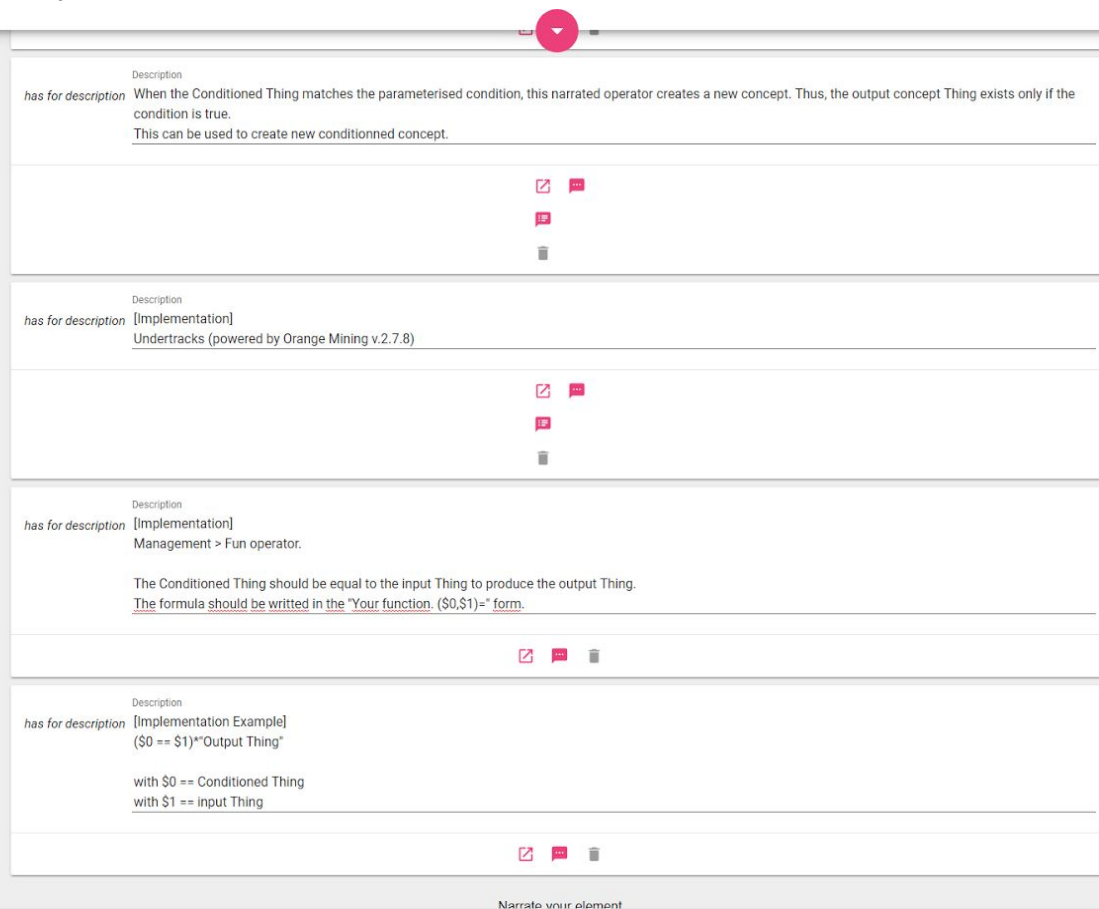 Description
has for description When the Conditioned Thing matches the parameterised condition, this narrated operator creates a new concept. Thus, the output concept Thing exists only if the
condition is true.
This can be used to create new conditionned concept.
Description
has for description [Implementation]
Undertracks (powered by Orange Mining v.2.7.8)
Description
has for description [Implementation]
Management > Fun operator.
The Conditioned Thing should be equal to the input Thing to produce the output Thing.
The formula should be writted in the "Your function. ($0,$1)=" form.
Description
has for description [Implementation Example]
($0 == $1)*"Output Thing"
with $0 == Conditioned Thing
with $1 == input Thing
Narrate your element